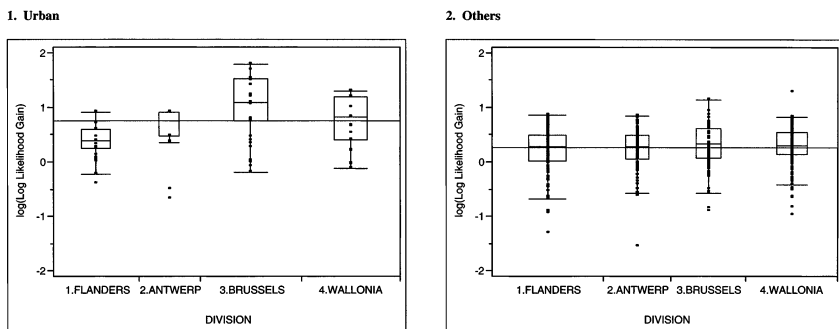 1. Urban
2
1
0
-1
-2
log(Log Likelihood Gain)
1.FLANDERS 2.ANTWERP 3.BRUSSELS 4.WALLONIA
DIVISION
2. Others
2
1
0
-1
-2
log(Log Likelihood Gain)
1.FLANDERS 2.ANTWERP 3.BRUSSELS 4.WALLONIA
DIVISION